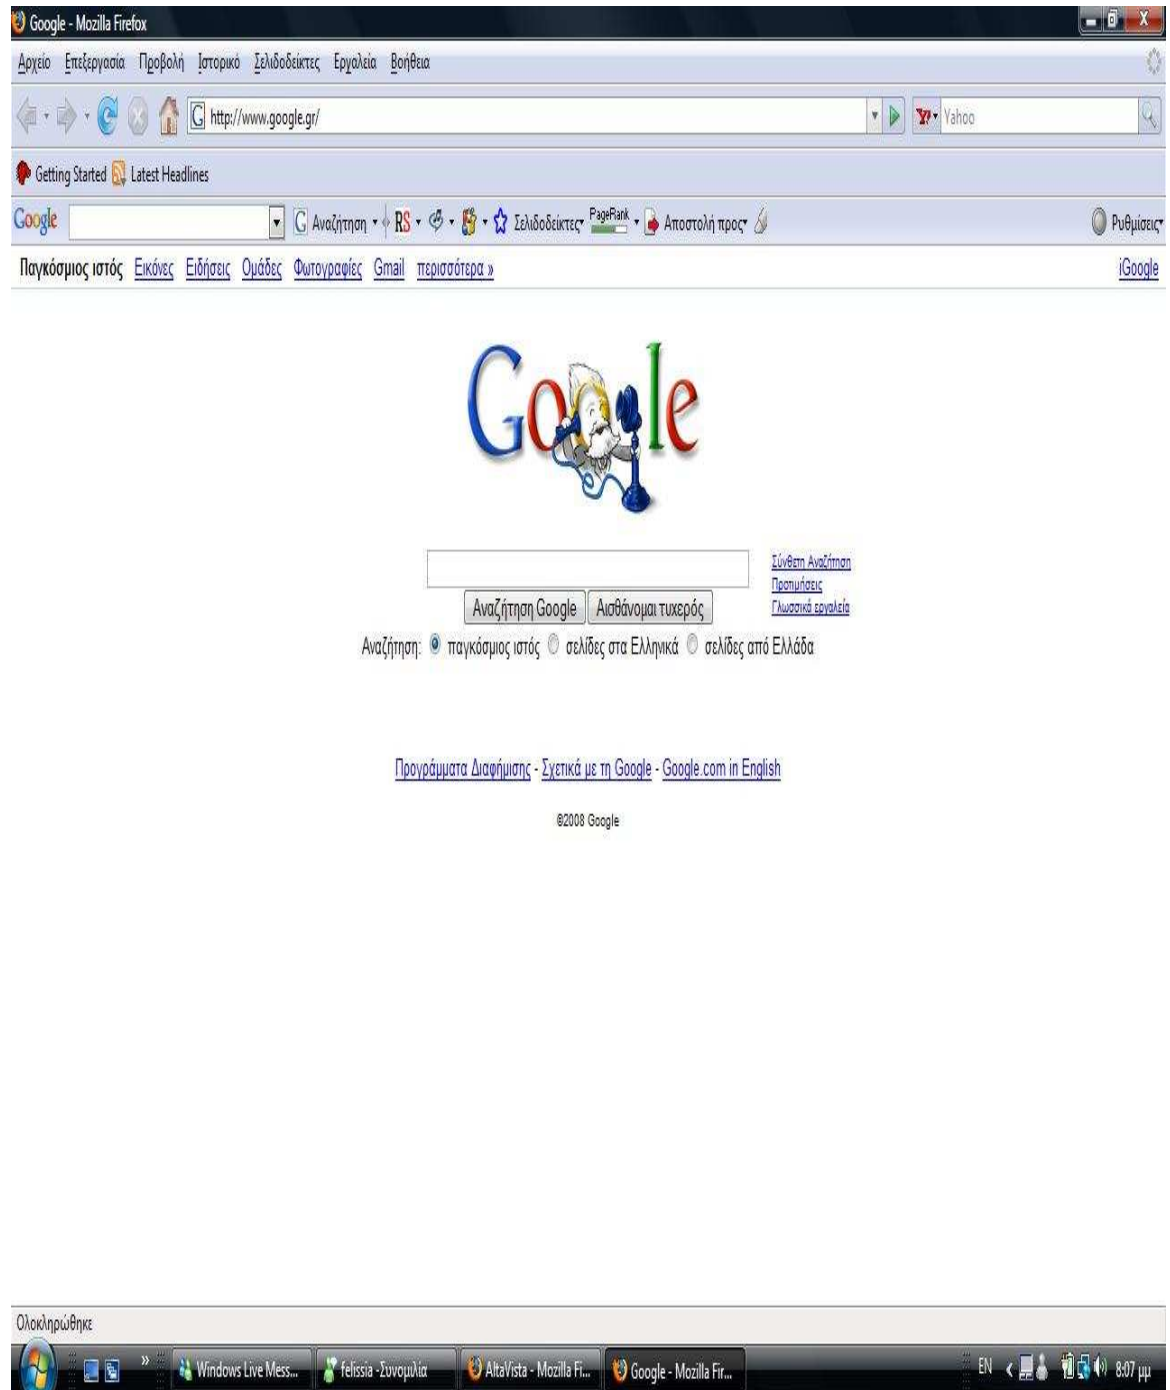 Google - Mozilla Firefox
Αρχείο Επεξεργασία Προβολή Ιστορικό Σελιδοδείκτες Εργαλεία Βοήθεια
G http://www.google.gr/ Y! Yahoo
Getting Started Latest Headlines
Google G Αναζήτηση RS Σελιδοδείκτες PageRank Αποστολή προς Ρυθμίσεις
Παγκόσμιος ιστός Εικόνες Ειδήσεις Ομάδες Φωτογραφίες Gmail περισσότερα » iGoogle
Google
Σύνθετη Αναζήτηση
Προτιμήσεις
Αναζήτηση Google Αισθάνομαι τυχερός Γλωσσικά εργαλεία
Αναζήτηση: παγκόσμιος ιστός σελίδες στα Ελληνικά σελίδες από Ελλάδα
Προγράμματα Διαφήμισης - Σχετικά με τη Google - Google.com in English
©2008 Google
Ολοκληρώθηκε
» Windows Live Mess... felissia -Συνομιλία AltaVista - Mozilla Fi... Google - Mozilla Fir... EN 8:07 μμ